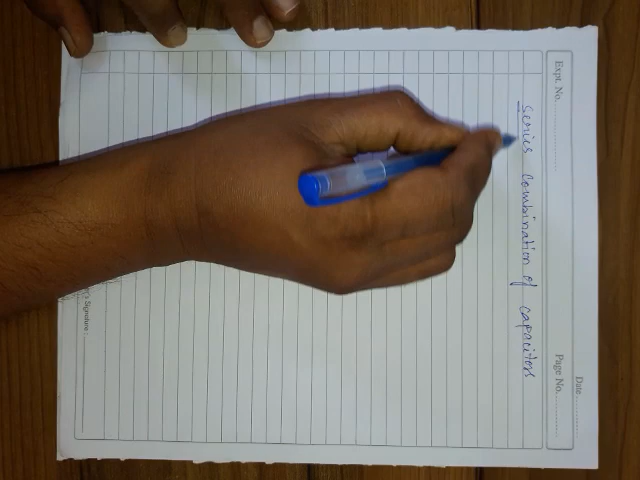 Date.............
Expt. No. ....................
Page No. ............
series combination of capacitors
's Signature :